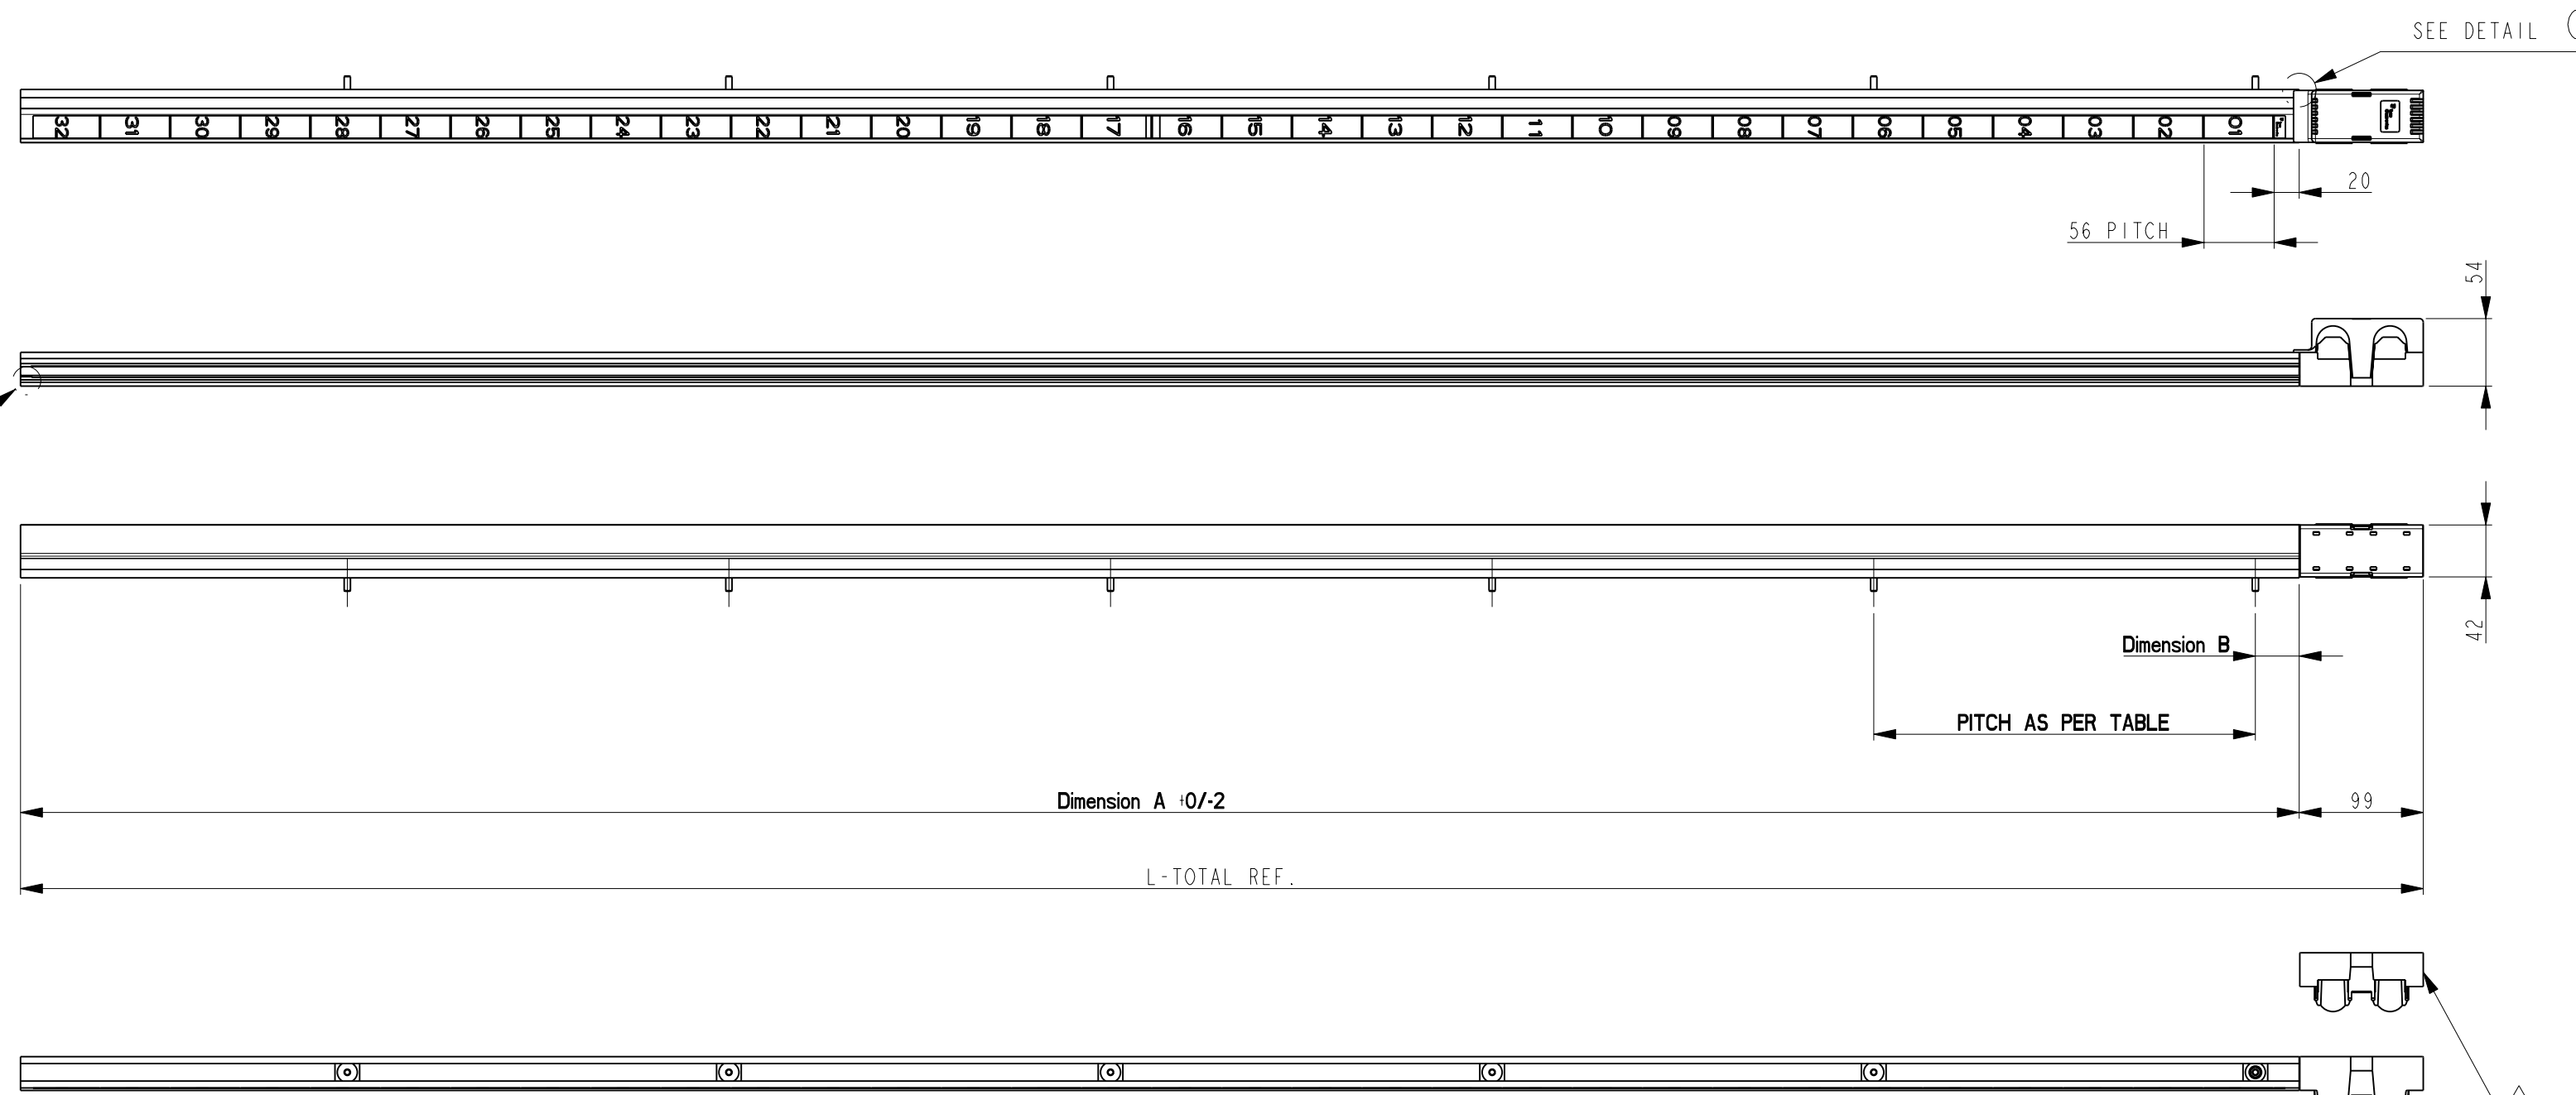 SEE DETAIL
32 31 30 29 28 27 26 25 24 23 22 21 20 19 18 17 16 15 14 13 12 11 10 09 08 07 06 05 04 03 02 01
20
56 PITCH
54
42
Dimension B
PITCH AS PER TABLE
Dimension A +0/-2
99
L-TOTAL REF.